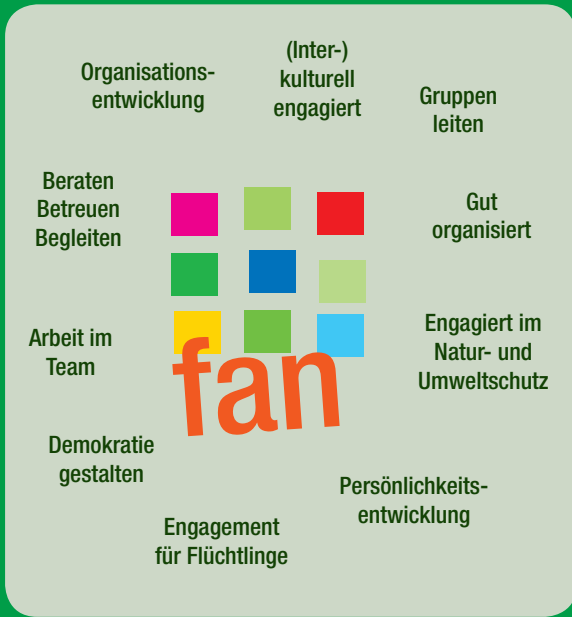 Organisations-
entwicklung
(Inter-)
kulturell
engagiert
Gruppen
leiten
Beraten
Betreuen
Begleiten
Gut
organisiert
Arbeit im
Team
fan
Engagiert im
Natur- und
Umweltschutz
Demokratie
gestalten
Persönlichkeits-
entwicklung
Engagement
für Flüchtlinge